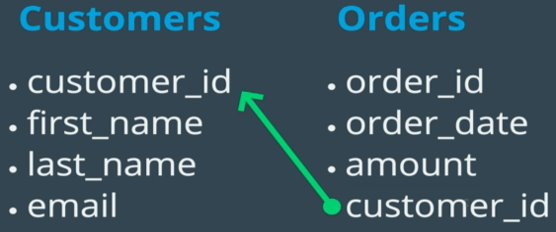 Customers
• customer_id
• first_name
• last_name
• email
Orders
• order_id
• order_date
• amount
customer_id